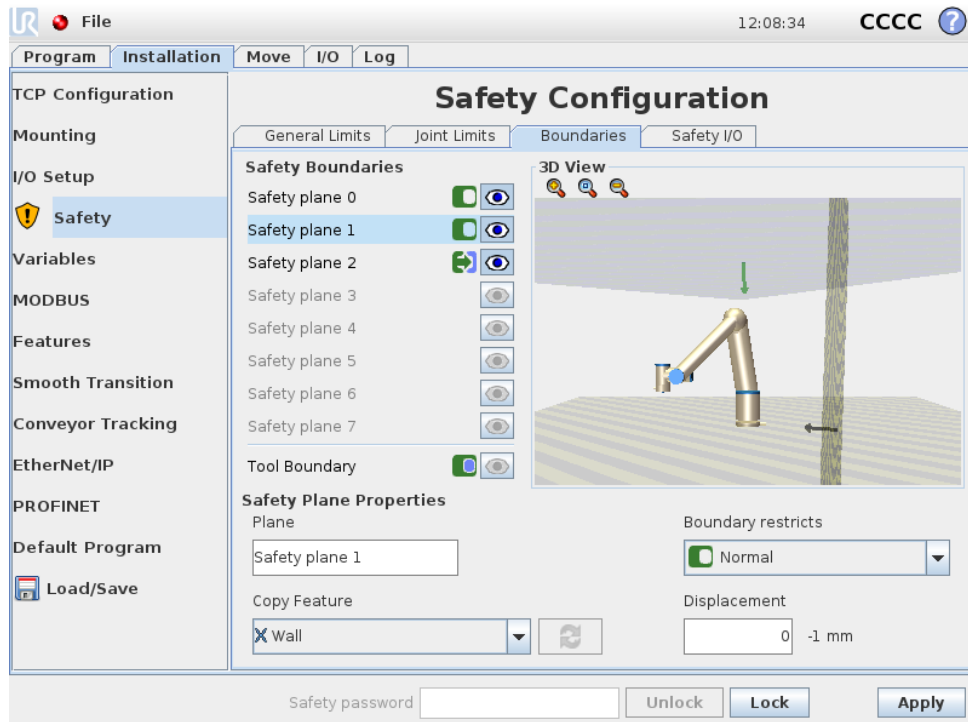 UR File 12:08:34 CCCC ?
Program Installation Move I/O Log
TCP Configuration
Mounting
I/O Setup
! Safety
Variables
MODBUS
Features
Smooth Transition
Conveyor Tracking
EtherNet/IP
PROFINET
Default Program
Load/Save
Safety Configuration
General Limits Joint Limits Boundaries Safety I/O
Safety Boundaries
Safety plane 0
Safety plane 1
Safety plane 2
Safety plane 3
Safety plane 4
Safety plane 5
Safety plane 6
Safety plane 7
Tool Boundary
3D View
Safety Plane Properties
Plane
Safety plane 1
Boundary restricts
Normal
Copy Feature
Wall
Displacement
0 -1 mm
Safety password Unlock Lock Apply